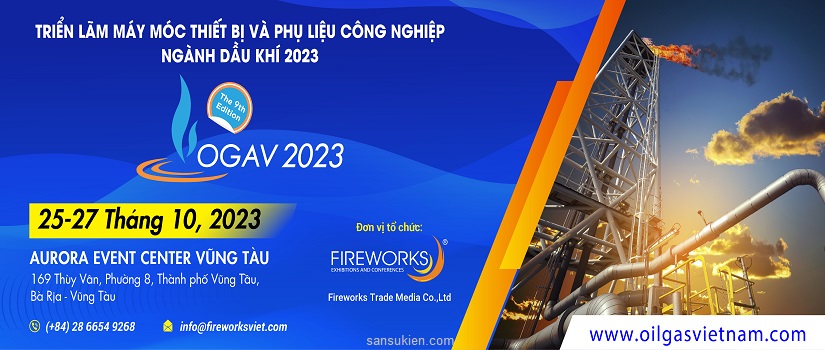 TRIỂN LÃM MÁY MÓC THIẾT BỊ VÀ PHỤ LIỆU CÔNG NGHIỆP
NGÀNH DẦU KHÍ 2023
The 9th
Edition
OGAV 2023
25-27 Tháng 10, 2023
AURORA EVENT CENTER VŨNG TÀU
169 Thùy Vân, Phường 8, Thành phố Vũng Tàu,
Bà Rịa - Vũng Tàu
(+84) 28 6654 9268 info@fireworksviet.com
Đơn vị tổ chức:
FIREWORKS®
EXHIBITIONS AND CONFERENCES
Fireworks Trade Media Co.,Ltd
sansukien.com
www.oilgasvietnam.com